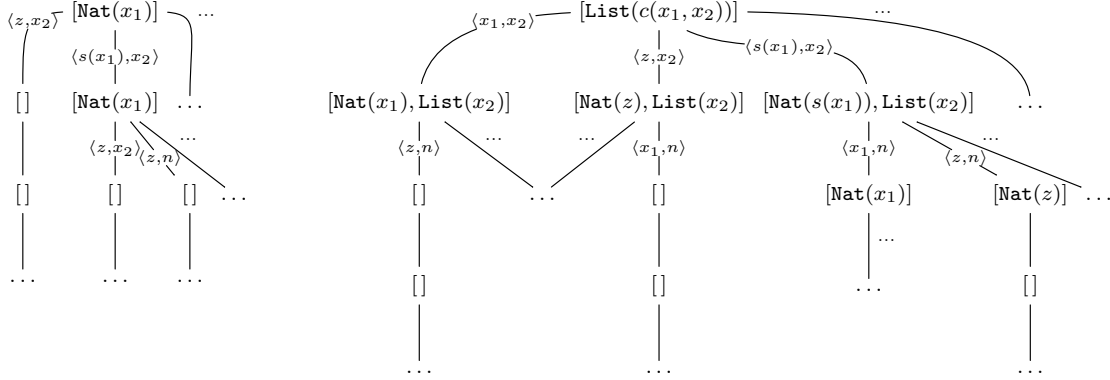 [Nat(x₁)] ... [List(c(x₁, x₂))] ...
⟨z,x₂⟩ ⟨x₁,x₂⟩
⟨s(x₁),x₂⟩ ⟨z,x₂⟩ ⟨s(x₁),x₂⟩
[] [Nat(x₁)] ... [Nat(x₁), List(x₂)] [Nat(z), List(x₂)] [Nat(s(x₁)), List(x₂)] ...
... ... ... ...
⟨z,x₂⟩ ⟨z,n⟩ ⟨z,n⟩ ⟨x₁,n⟩ ⟨x₁,n⟩ ⟨z,n⟩
[] [] [] ... [] ... [] [Nat(x₁)] [Nat(z)] ...
...
... ... ... [] [] ... []
... ... ...